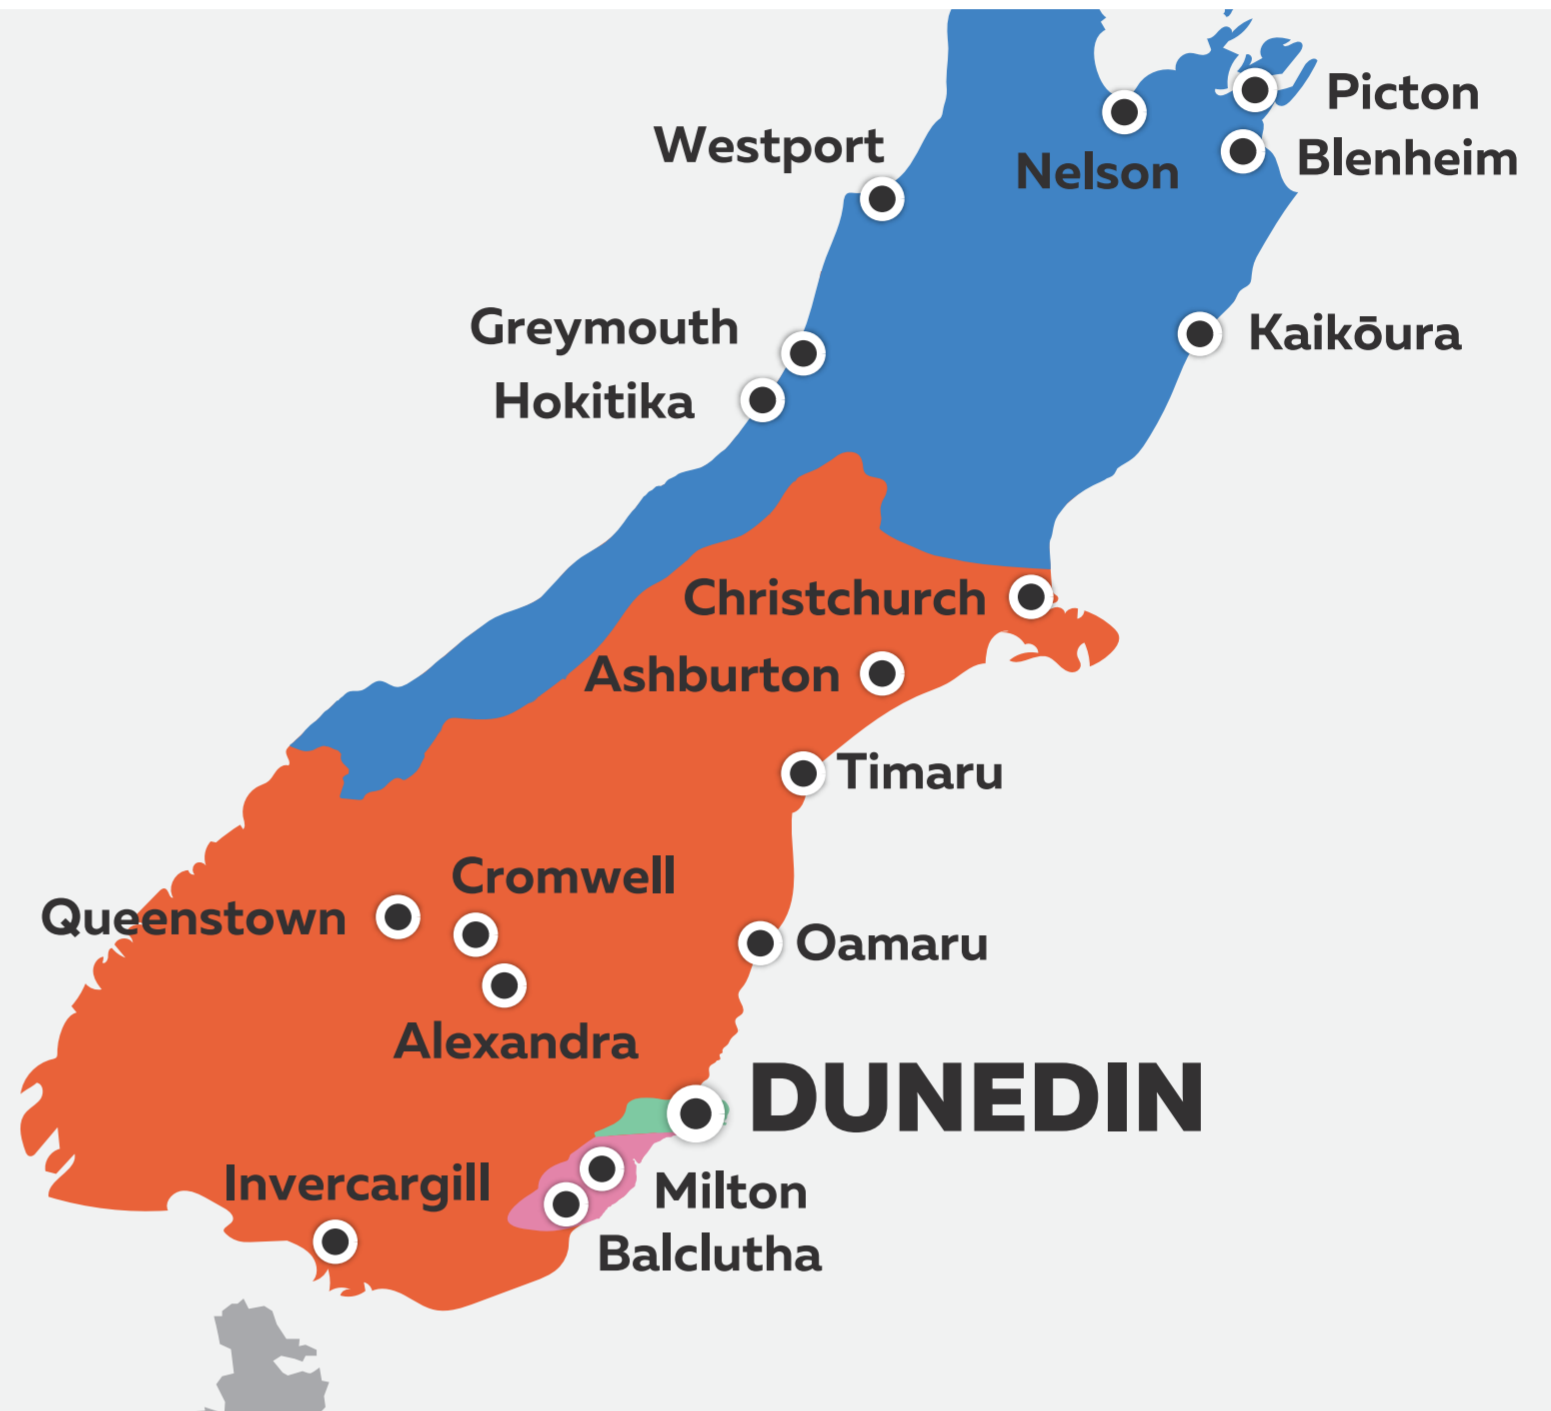 Picton
Westport
Blenheim
Nelson
Greymouth
Kaikōura
Hokitika
Christchurch
Ashburton
Timaru
Cromwell
Queenstown
Oamaru
Alexandra
DUNEDIN
Invercargill
Milton
Balclutha